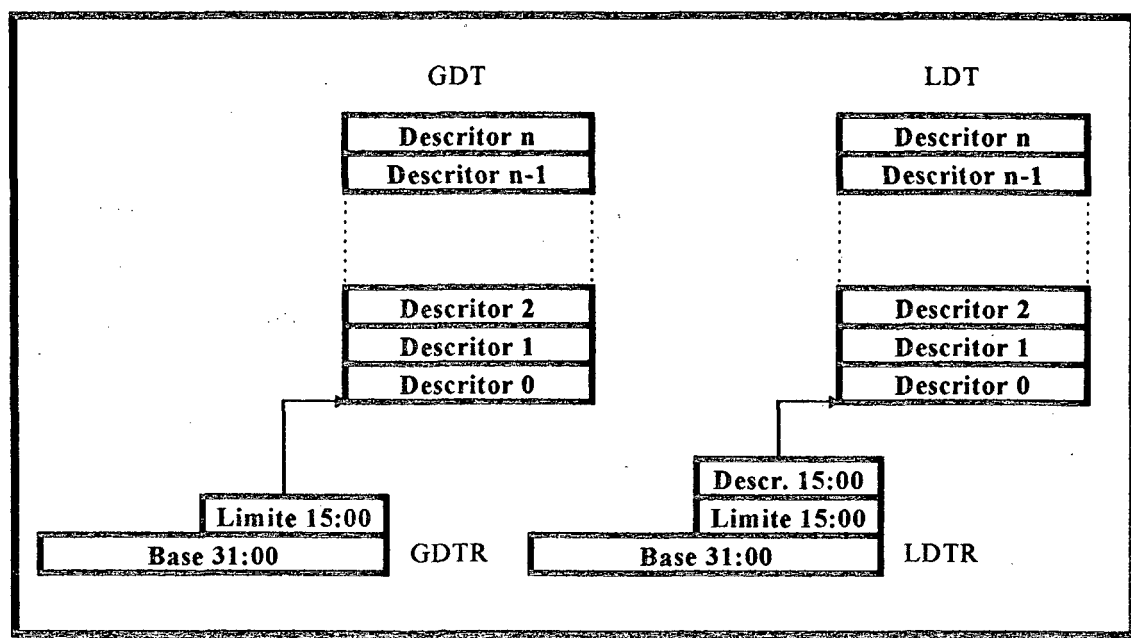 GDT
Descritor n
Descritor n-1
Descritor 2
Descritor 1
Descritor 0
Limite 15:00
Base 31:00
GDTR
LDT
Descritor n
Descritor n-1
Descritor 2
Descritor 1
Descritor 0
Descr. 15:00
Limite 15:00
Base 31:00
LDTR